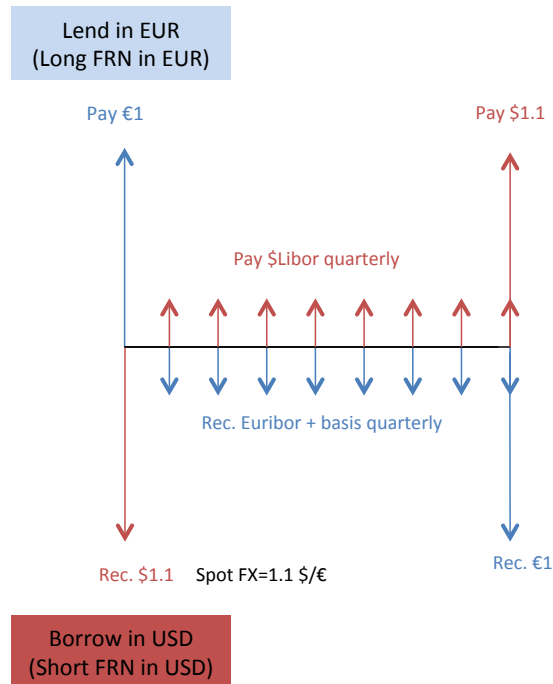 Lend in EUR
(Long FRN in EUR)
Pay €1
Pay $1.1
Pay $Libor quarterly
Rec. Euribor + basis quarterly
Rec. €1
Rec. $1.1
Spot FX=1.1 $/€
Borrow in USD
(Short FRN in USD)